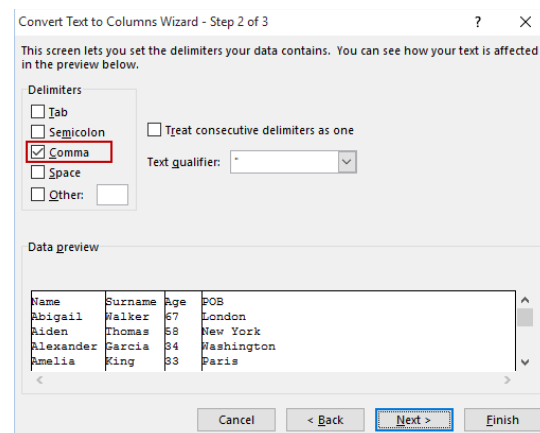 Convert Text to Columns Wizard - Step 2 of 3 ? ×
This screen lets you set the delimiters your data contains. You can see how your text is affected
in the preview below.
Delimiters
Tab
Semicolon
Comma
Space
Other:
Treat consecutive delimiters as one
Text qualifier: "
Data preview
Name Surname Age POB
Abigail Walker 67 London
Aiden Thomas 58 New York
Alexander Garcia 34 Washington
Amelia King 33 Paris
Cancel < Back Next > Finish